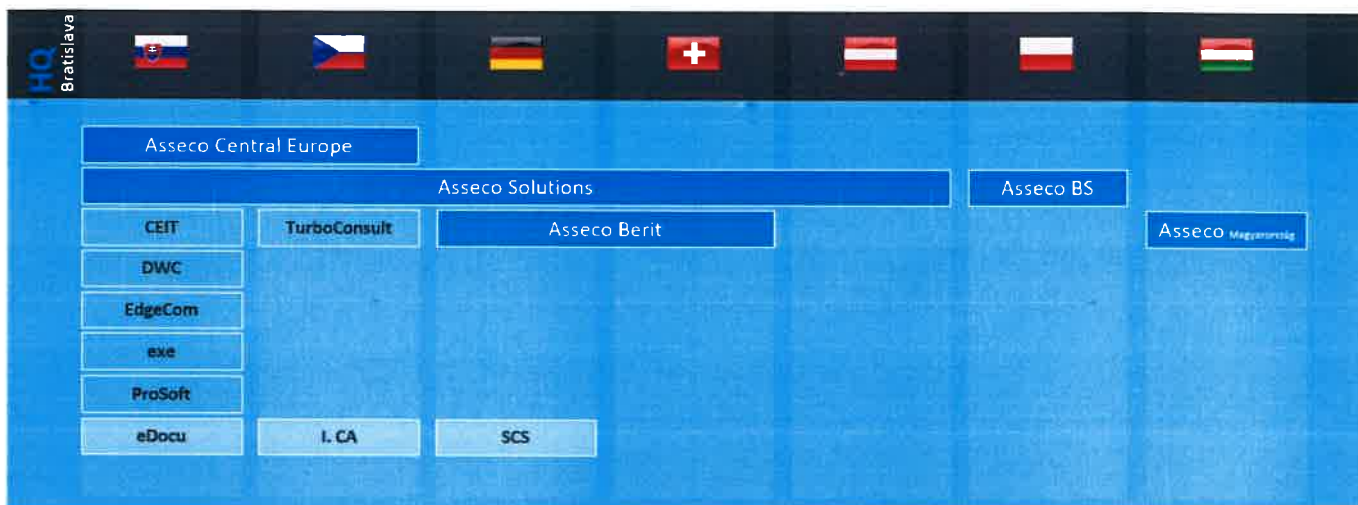 HQ
Bratislava
Asseco Central Europe
Asseco Solutions
Asseco BS
CEIT
TurboConsult
Asseco Berit
Asseco Magyarország
DWC
EdgeCom
exe
ProSoft
eDocu
I. CA
SCS